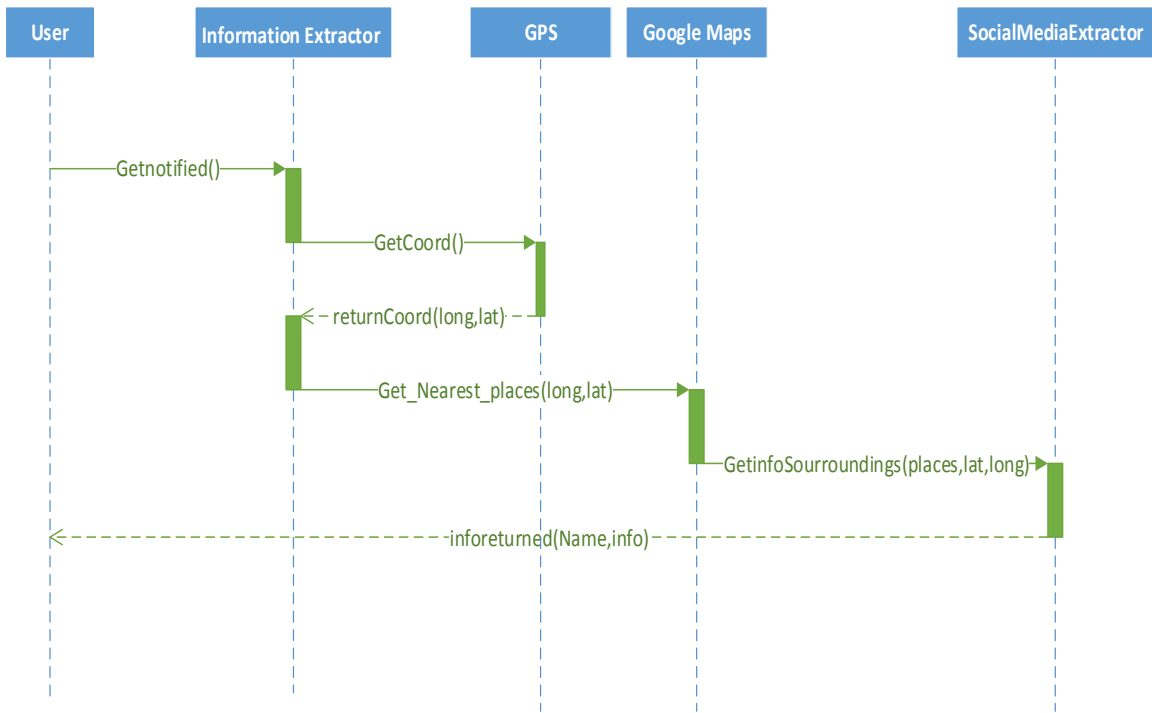 User
Information Extractor
GPS
Google Maps
SocialMediaExtractor
Getnotified()
GetCoord()
returnCoord(long,lat)
Get_Nearest_places(long,lat)
GetinfoSourroundings(places,lat,long)
inforeturned(Name,info)